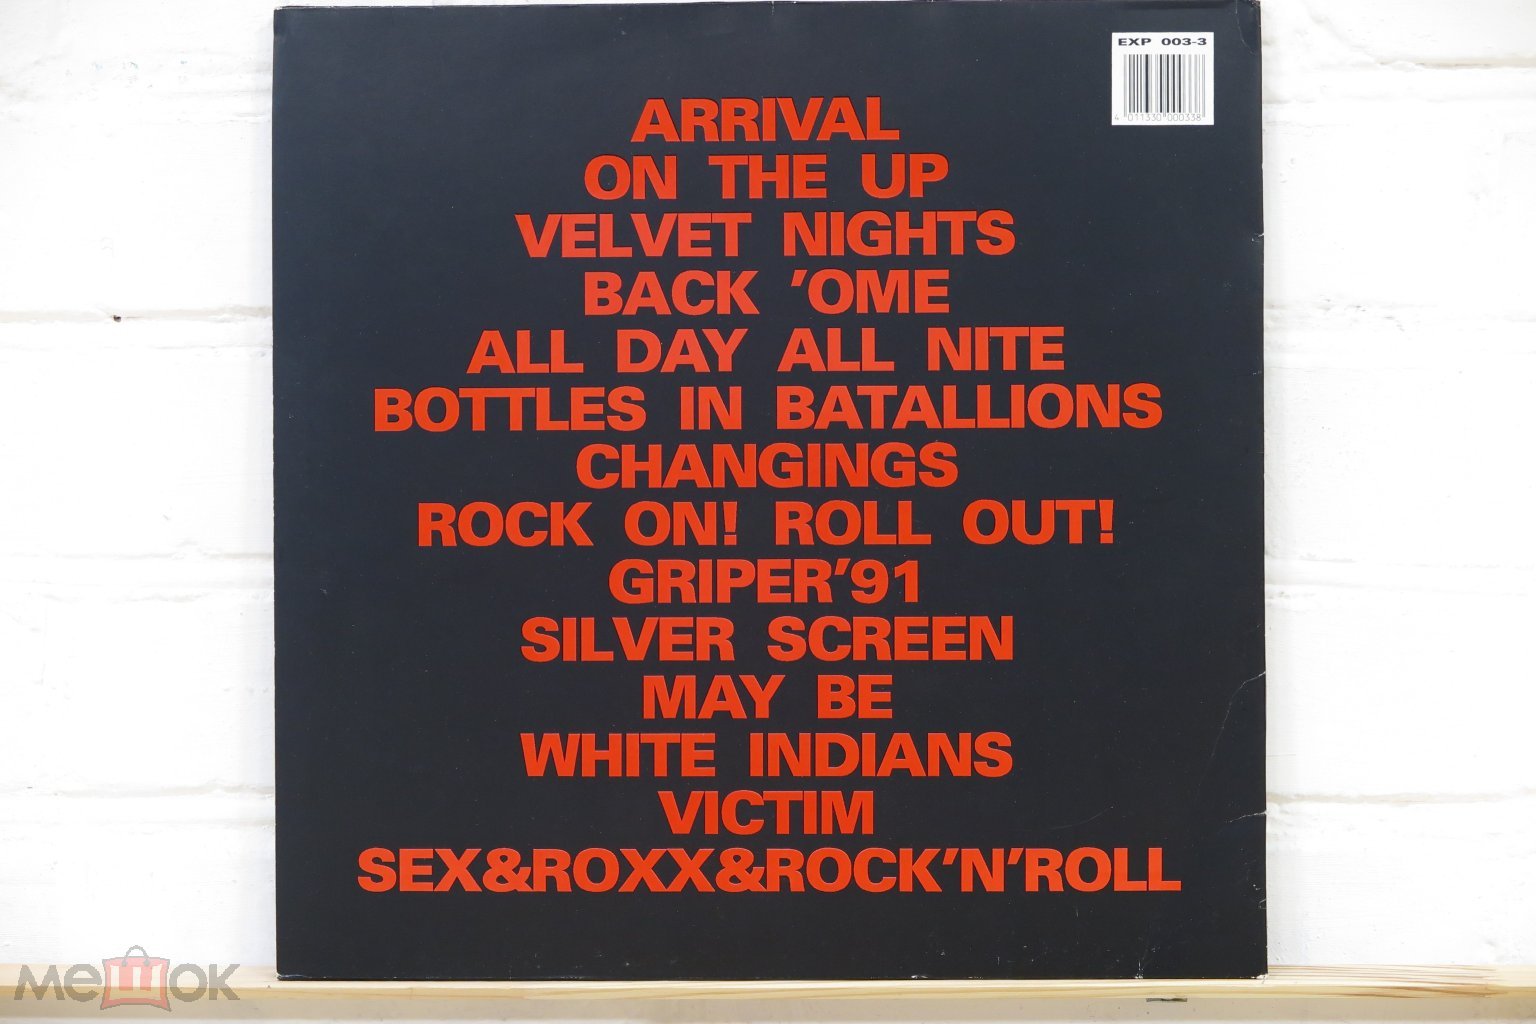 EXP 003-3
4 011330 000338
ARRIVAL
ON THE UP
VELVET NIGHTS
BACK 'OME
ALL DAY ALL NITE
BOTTLES IN BATALLIONS
CHANGINGS
ROCK ON! ROLL OUT!
GRIPER'91
SILVER SCREEN
MAY BE
WHITE INDIANS
VICTIM
SEX&ROXX&ROCK'N'ROLL
мешок